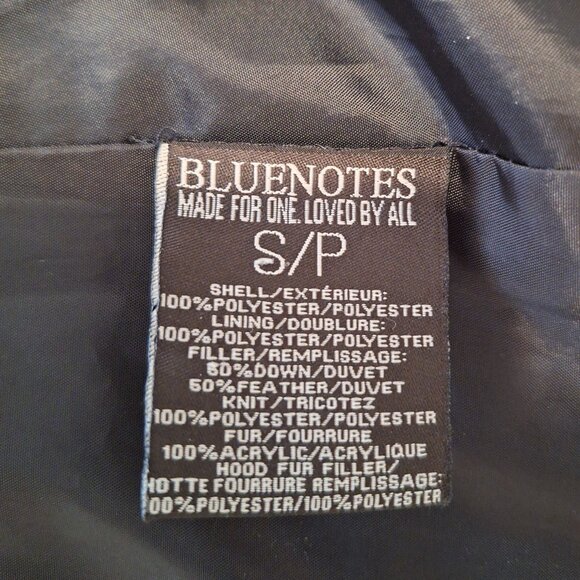 BLUENOTES
MADE FOR ONE. LOVED BY ALL
S/P
SHELL/EXTÉRIEUR:
100%POLYESTER/POLYESTER
LINING/DOUBLURE:
100%POLYESTER/POLYESTER
FILLER/REMPLISSAGE:
50%DOWN/DUVET
50%FEATHER/DUVET
KNIT/TRICOTEZ
100%POLYESTER/POLYESTER
FUR/FOURRURE
100%ACRYLIC/ACRYLIQUE
HOOD FUR FILLER/
HOTTE FOURRURE REMPLISSAGE:
100%POLYESTER/100%POLYESTER